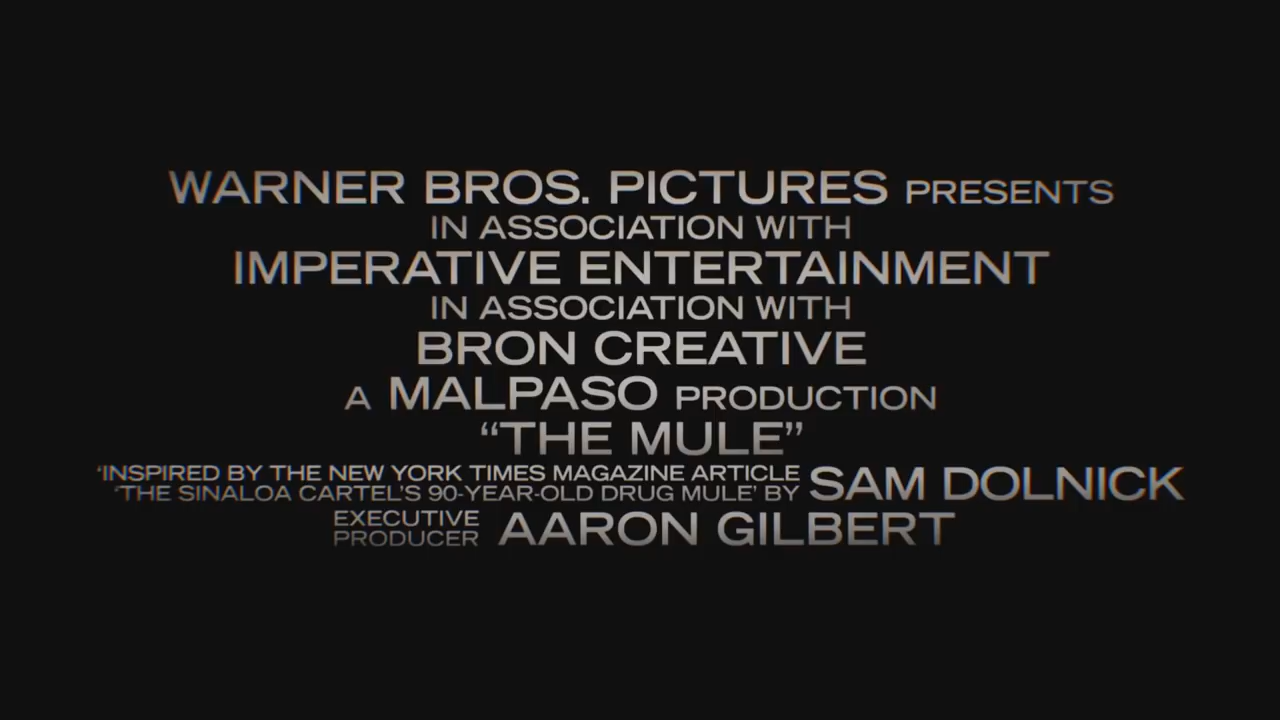 WARNER BROS. PICTURES PRESENTS
IN ASSOCIATION WITH
IMPERATIVE ENTERTAINMENT
IN ASSOCIATION WITH
BRON CREATIVE
A MALPASO PRODUCTION
“THE MULE”
‘INSPIRED BY THE NEW YORK TIMES MAGAZINE ARTICLE
‘THE SINALOA CARTEL’S 90-YEAR-OLD DRUG MULE’ BY SAM DOLNICK
EXECUTIVE
PRODUCER AARON GILBERT